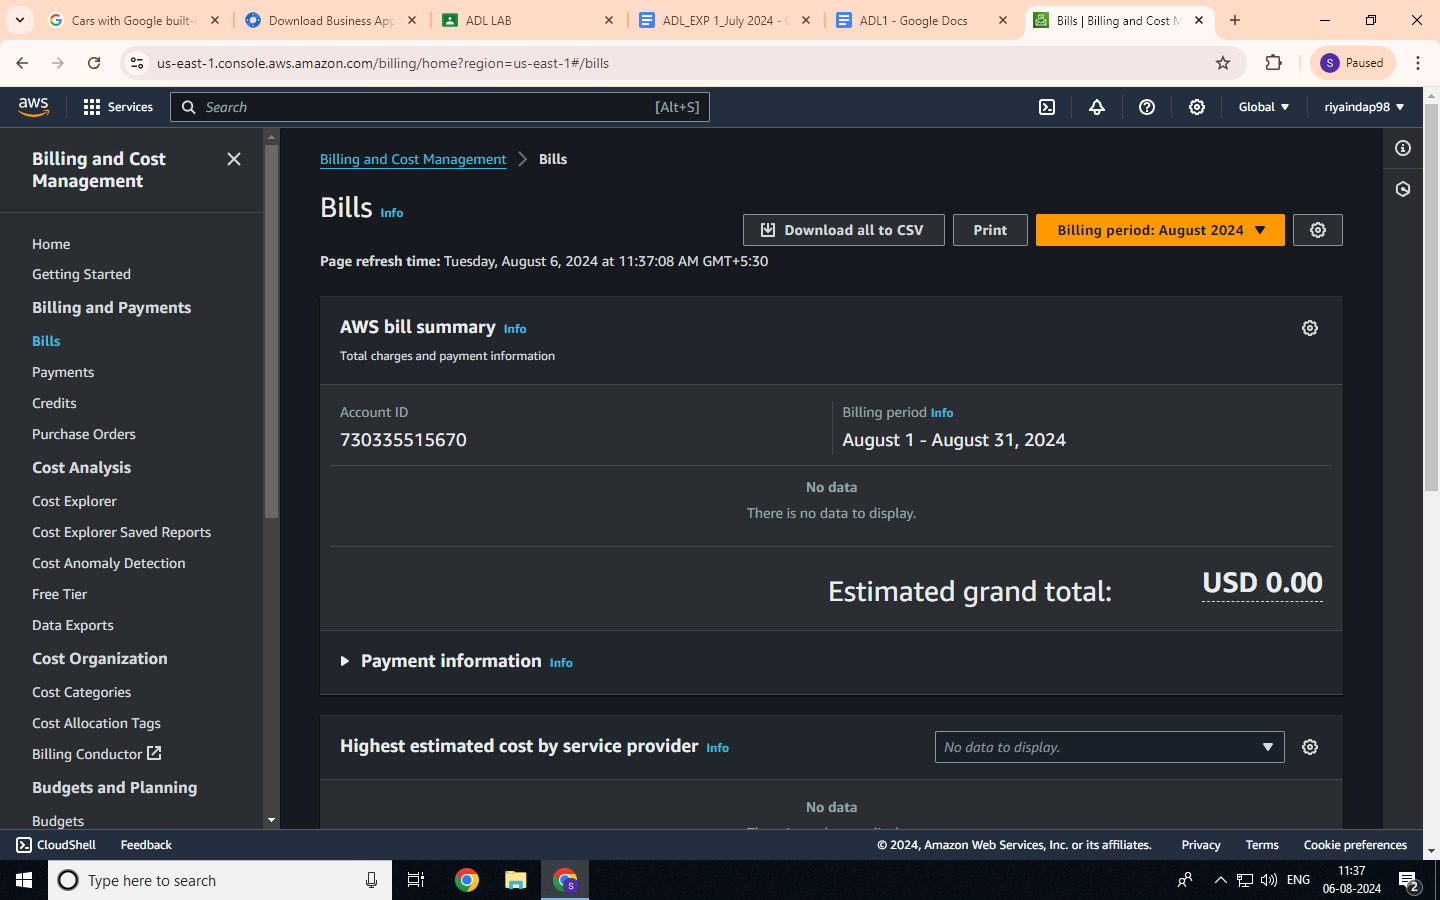 Cars with Google built-i
Download Business App
ADL LAB
ADL_EXP 1_July 2024 - G
ADL1 - Google Docs
Bills | Billing and Cost M
us-east-1.console.aws.amazon.com/billing/home?region=us-east-1#/bills
S Paused
aws
Services
Search
[Alt+S]
Global
riyaindap98
Billing and Cost
Management
Home
Getting Started
Billing and Payments
Bills
Payments
Credits
Purchase Orders
Cost Analysis
Cost Explorer
Cost Explorer Saved Reports
Cost Anomaly Detection
Free Tier
Data Exports
Cost Organization
Cost Categories
Cost Allocation Tags
Billing Conductor
Budgets and Planning
Budgets
Billing and Cost Management > Bills
Bills Info
Download all to CSV
Print
Billing period: August 2024
Page refresh time: Tuesday, August 6, 2024 at 11:37:08 AM GMT+5:30
AWS bill summary Info
Total charges and payment information
Account ID
730335515670
Billing period Info
August 1 - August 31, 2024
No data
There is no data to display.
Estimated grand total: USD 0.00
Payment information Info
Highest estimated cost by service provider Info
No data to display.
No data
CloudShell
Feedback
© 2024, Amazon Web Services, Inc. or its affiliates.
Privacy
Terms
Cookie preferences
Type here to search
S
ENG
11:37
06-08-2024
2